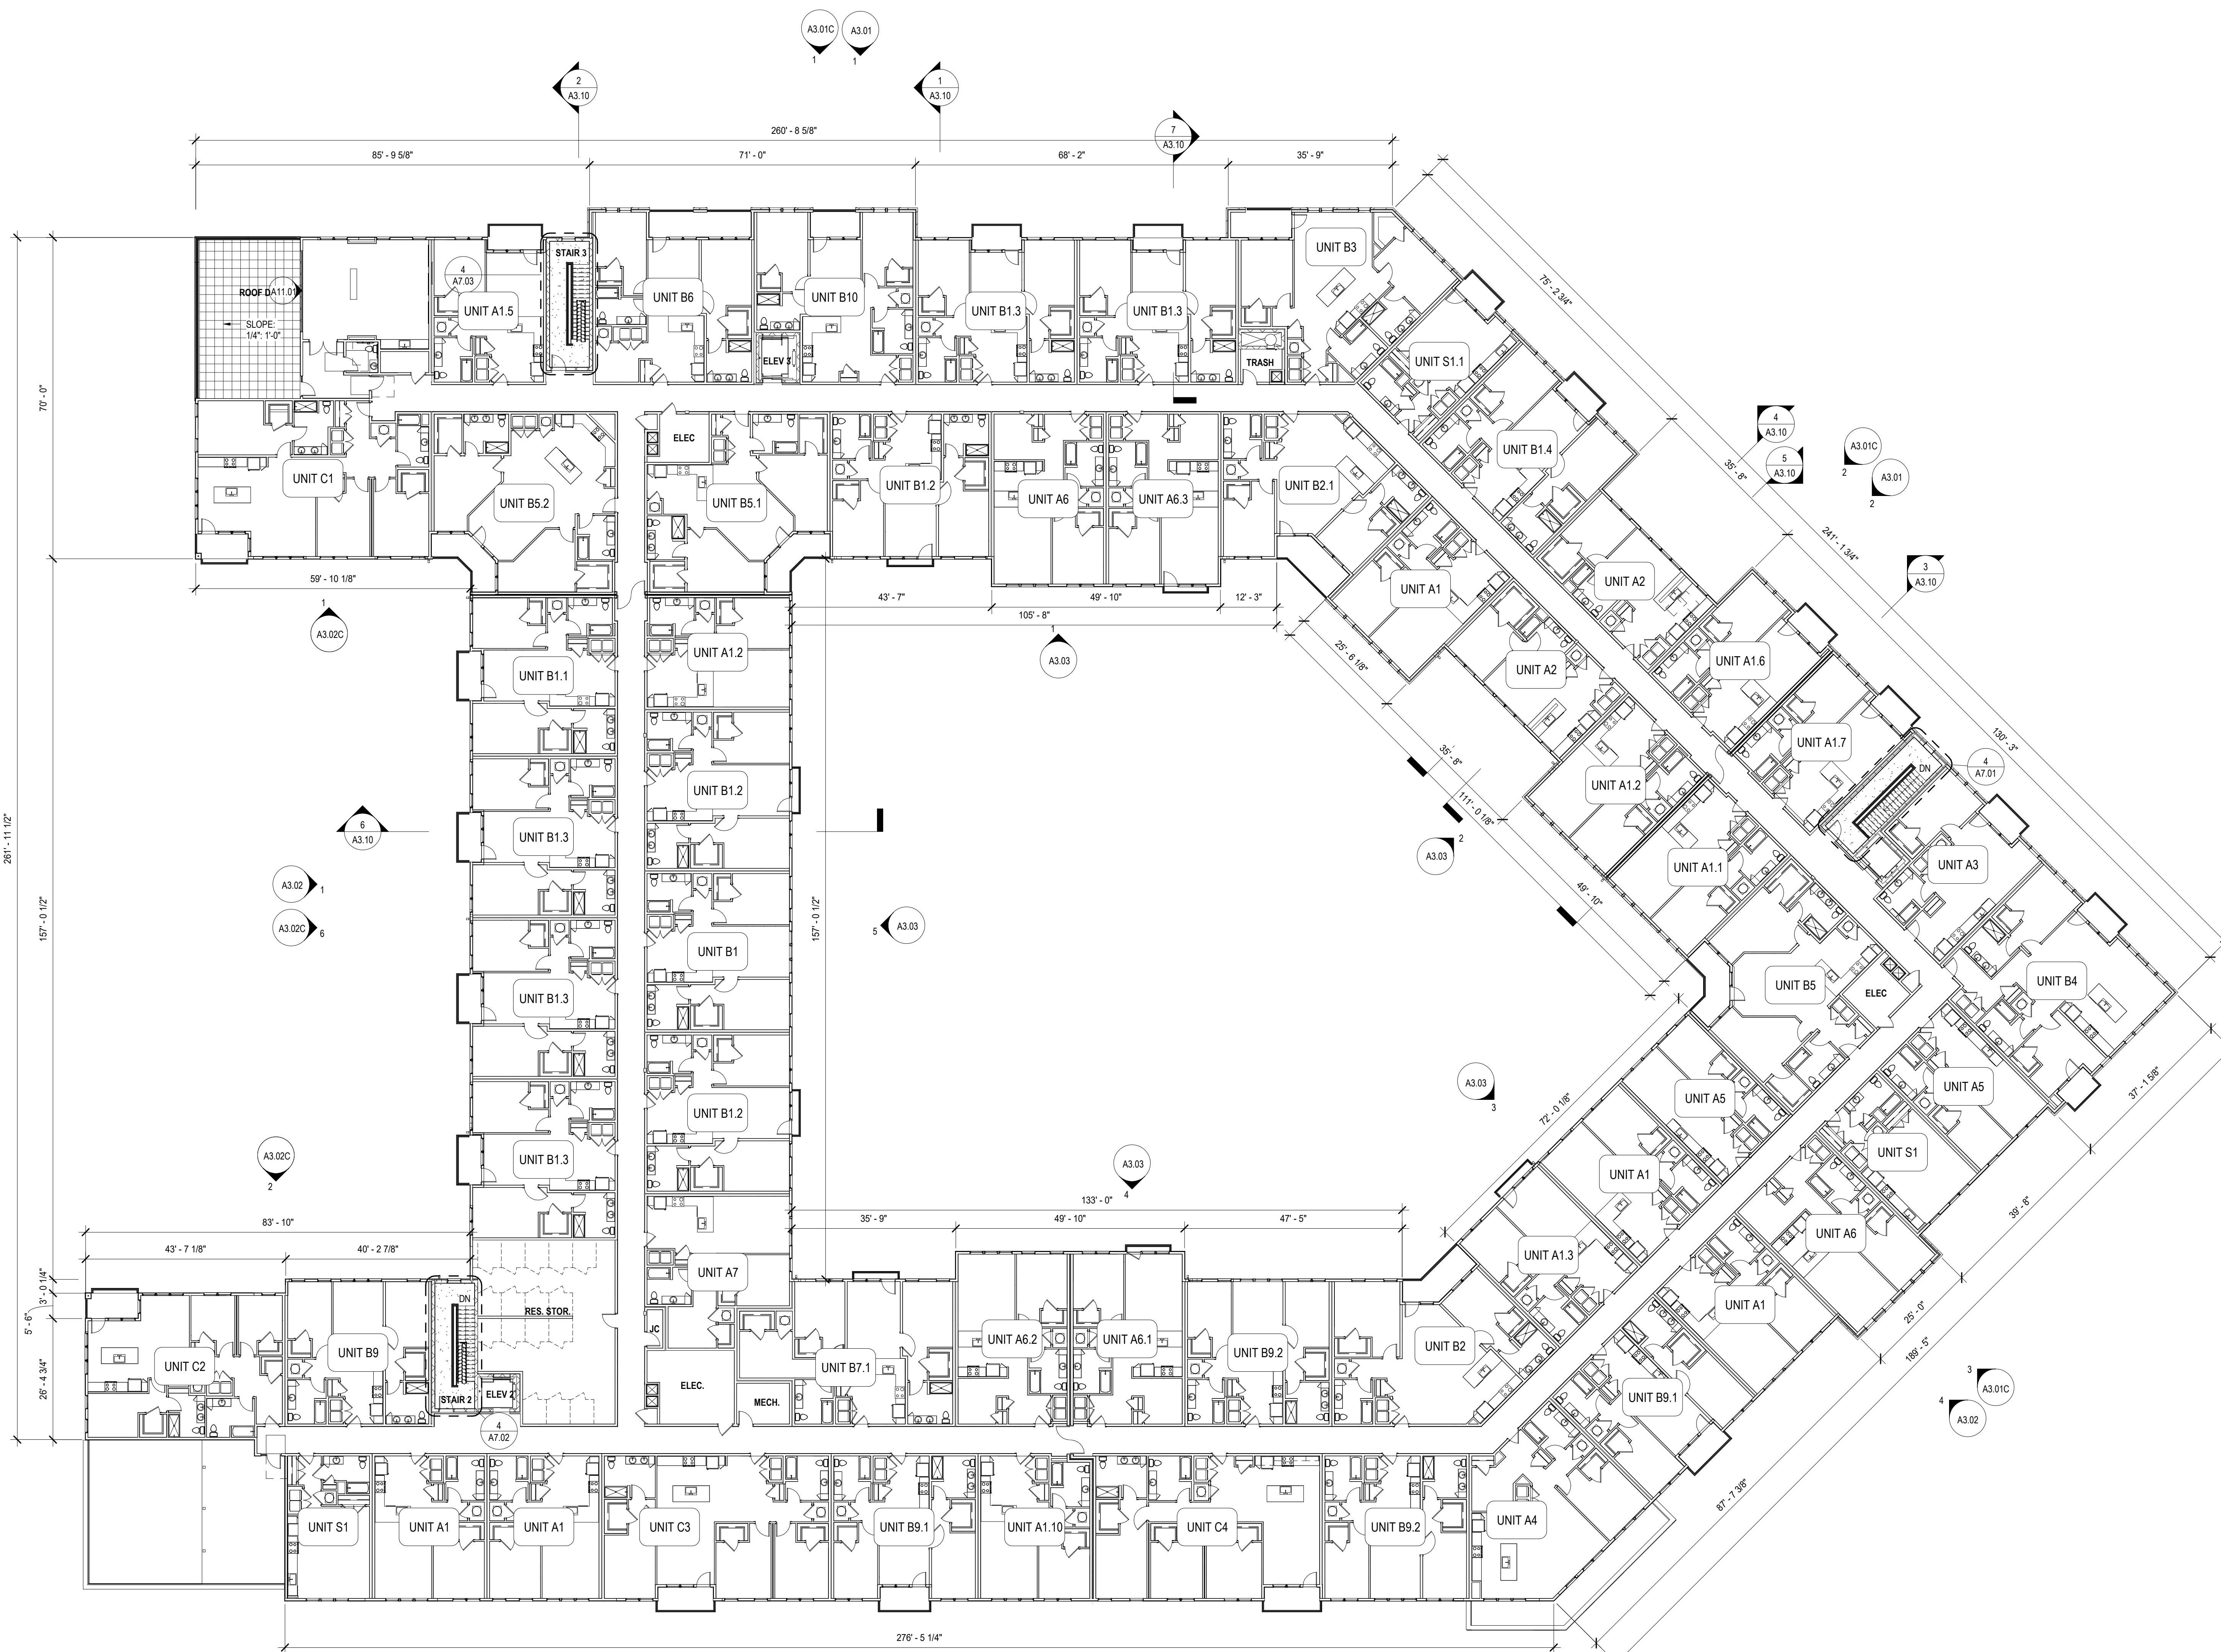 A3.01C
1
A3.01
1
2
A3.10
1
A3.10
7
A3.10
260' - 8 5/8"
85' - 9 5/8"
71' - 0"
68' - 2"
35' - 9"
75' - 2 3/4"
STAIR 3
4
A7.03
ROOF D
A11.01
SLOPE:
1/4": 1'-0"
UNIT A1.5
UNIT B6
UNIT B10
ELEV 3
UNIT B1.3
UNIT B1.3
TRASH
UNIT B3
UNIT S1.1
70' - 0"
UNIT C1
UNIT B5.2
ELEC
UNIT B5.1
UNIT B1.2
UNIT A6
UNIT A6.3
UNIT B2.1
UNIT B1.4
4
A3.10
5
A3.10
A3.01C
2
A3.01
2
35' - 8"
241' - 1 3/4"
3
A3.10
59' - 10 1/8"
1
A3.02C
43' - 7"
49' - 10"
12' - 3"
105' - 8"
1
A3.03
UNIT A1
UNIT A2
25' - 6 1/8"
UNIT A2
UNIT A1.6
UNIT A1.7
130' - 3"
DN
4
A7.01
UNIT B1.1
UNIT A1.2
UNIT B1.2
35' - 8"
111' - 0 1/8"
UNIT A1.2
261' - 11 1/2"
157' - 0 1/2"
6
A3.10
UNIT B1.3
A3.02
1
A3.02C
6
157' - 0 1/2"
5
A3.03
A3.03
2
49' - 10"
UNIT A1.1
UNIT A3
UNIT B1
UNIT B1.3
UNIT B5
ELEC
UNIT B4
UNIT B1.2
UNIT B1.3
A3.03
3
72' - 0 1/8"
UNIT A5
UNIT A5
37' - 1 5/8"
UNIT S1
UNIT A1
A3.02C
2
A3.03
4
83' - 10"
43' - 7 1/8"
40' - 2 7/8"
133' - 0"
35' - 9"
49' - 10"
47' - 5"
39' - 8"
UNIT A6
UNIT A1.3
UNIT A7
3' - 0 1/4"
5' - 6"
26' - 4 3/4"
DN
RES. STOR.
JC
UNIT A1
25' - 0"
189' - 5"
UNIT C2
UNIT B9
STAIR 2
ELEV 2
4
A7.02
ELEC.
MECH.
UNIT B7.1
UNIT A6.2
UNIT A6.1
UNIT B9.2
UNIT B2
UNIT B9.1
3
A3.01C
4
A3.02
87' - 7 3/8"
UNIT S1
UNIT A1
UNIT A1
UNIT C3
UNIT B9.1
UNIT A1.10
UNIT C4
UNIT B9.2
UNIT A4
276' - 5 1/4"